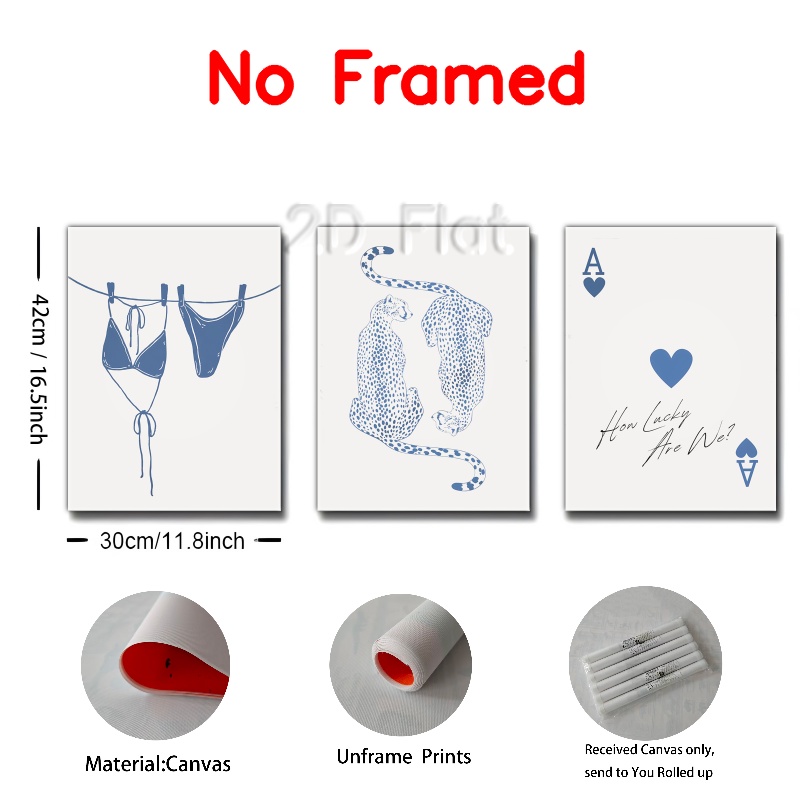 No Framed
2D Flat
42cm / 16.5inch
30cm/11.8inch
A
How Lucky
Are We?
A
Material:Canvas
Unframe Prints
Received Canvas only,
send to You Rolled up